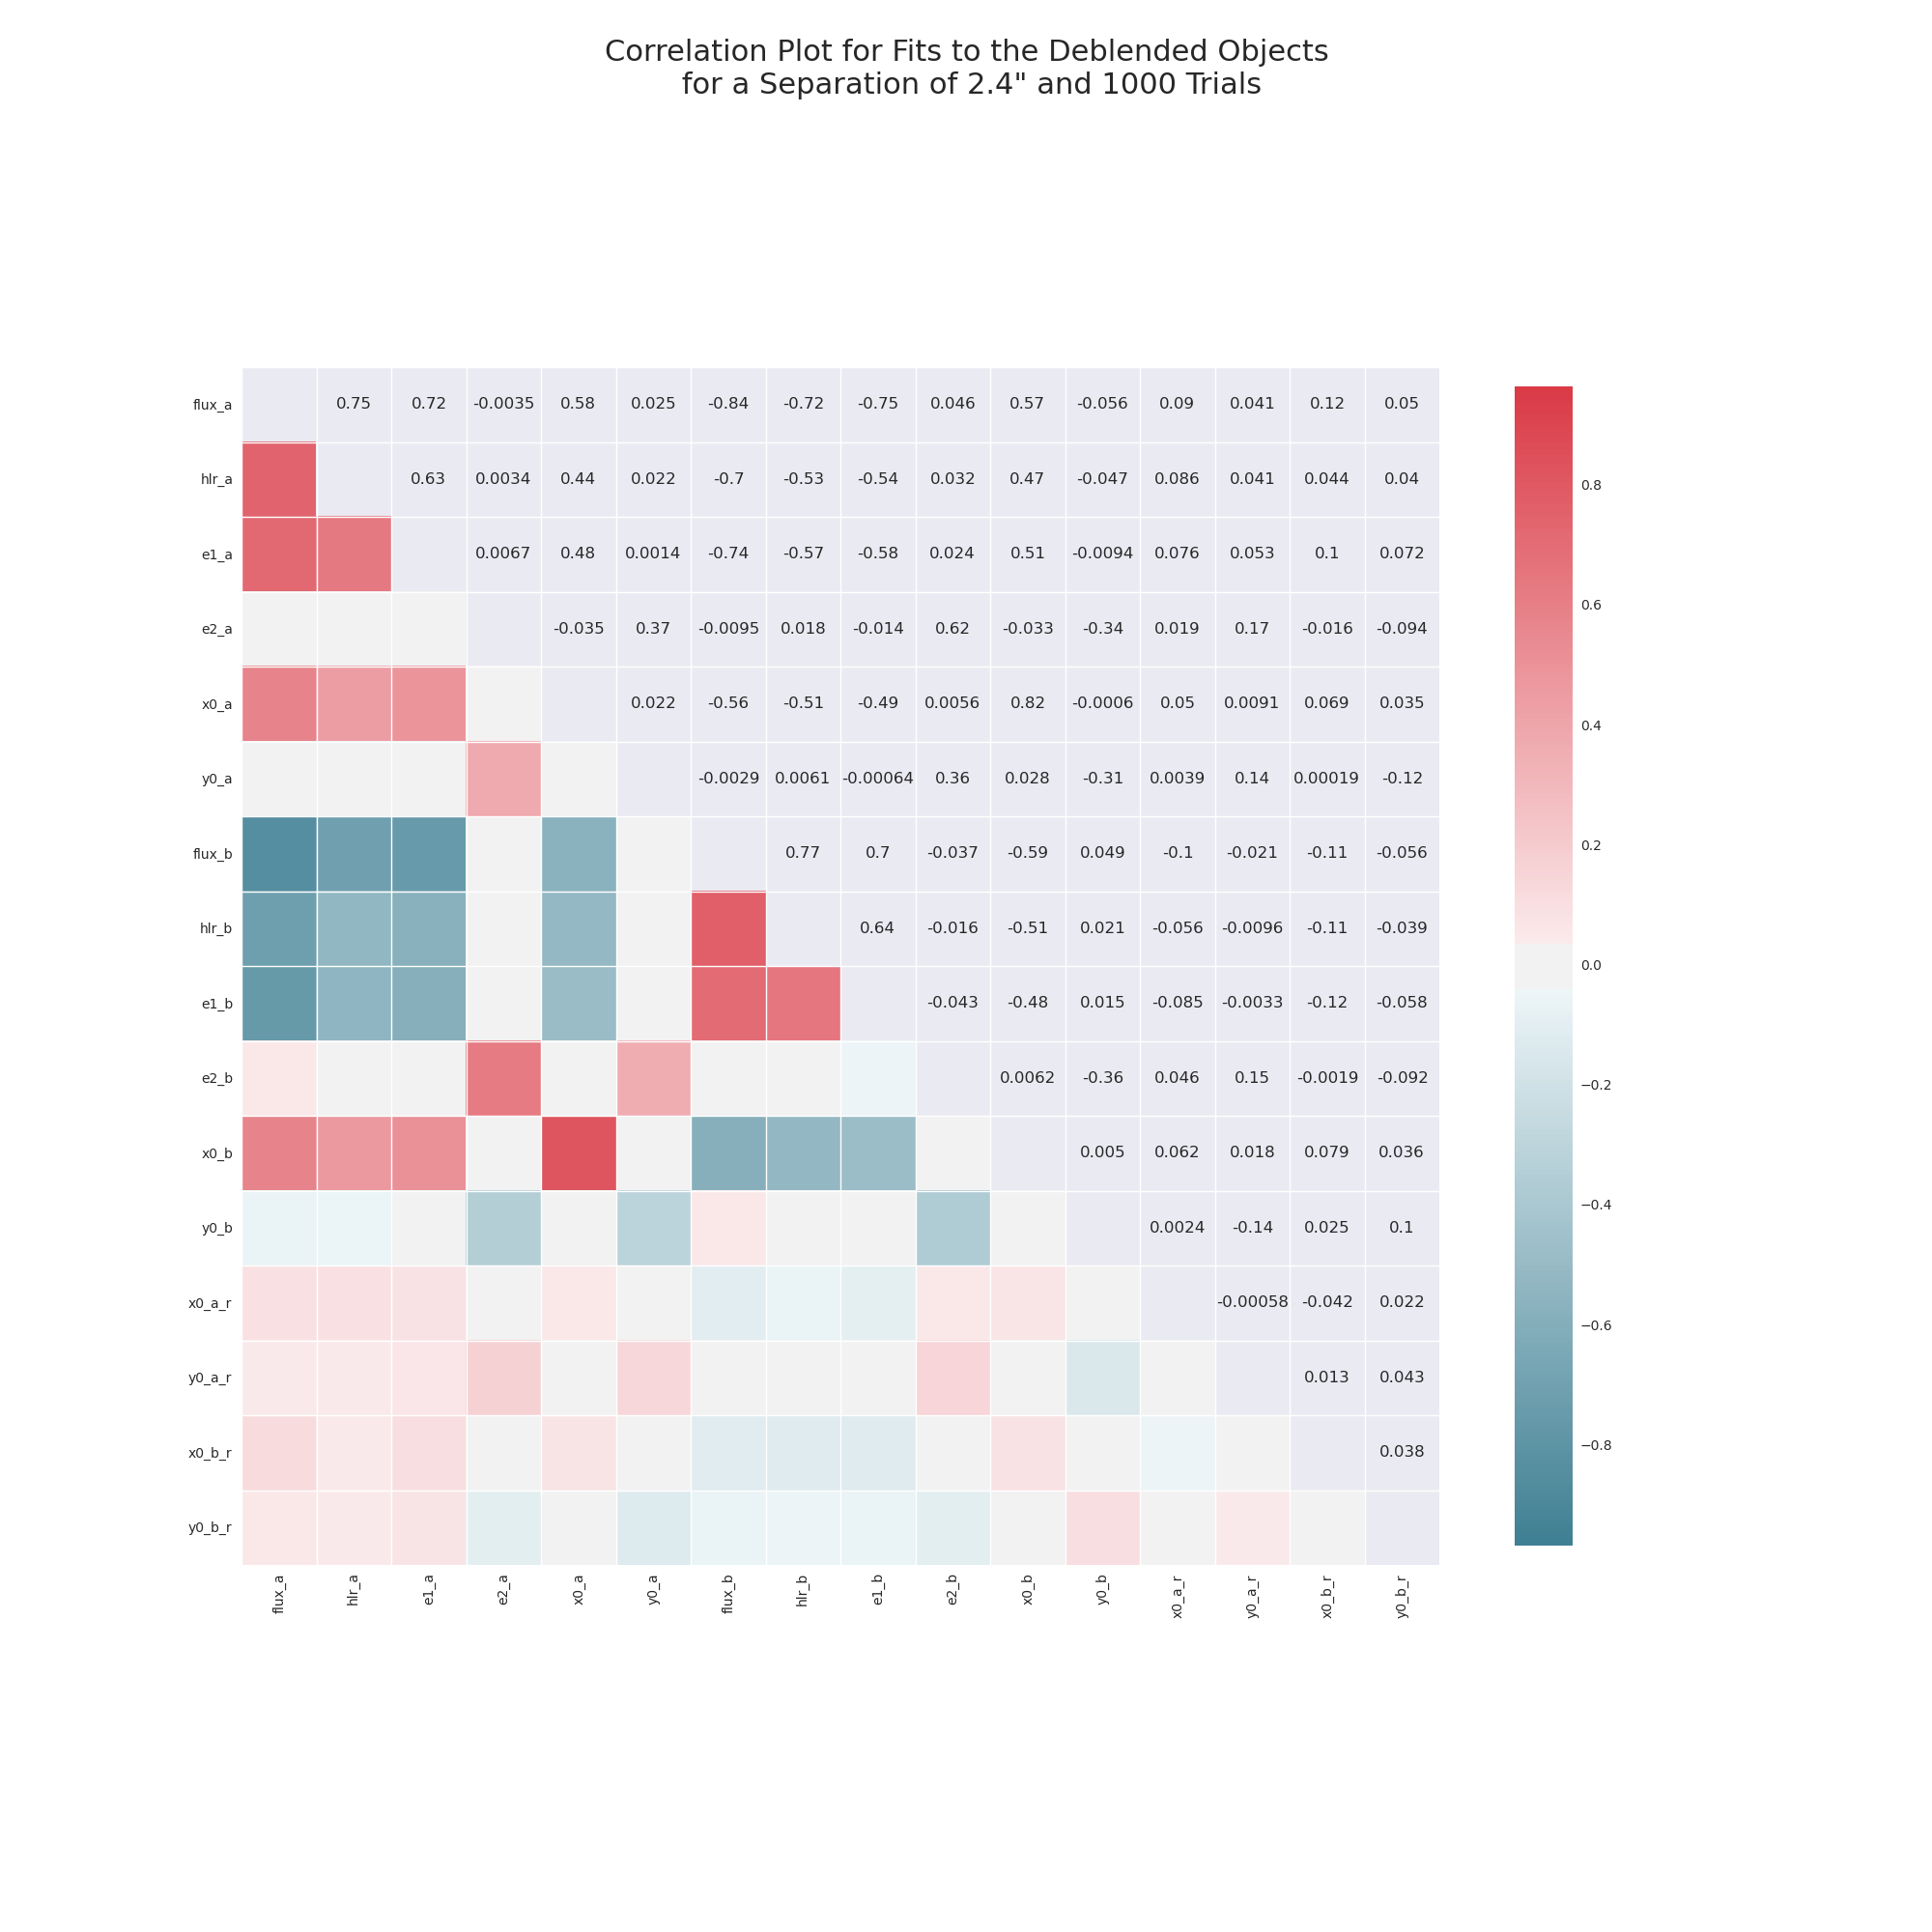 Correlation Plot for Fits to the Deblended Objects
for a Separation of 2.4" and 1000 Trials
flux_a 0.75 0.72 -0.0035 0.58 0.025 -0.84 -0.72 -0.75 0.046 0.57 -0.056 0.09 0.041 0.12 0.05
hlr_a 0.63 0.0034 0.44 0.022 -0.7 -0.53 -0.54 0.032 0.47 -0.047 0.086 0.041 0.044 0.04
0.8
e1_a 0.0067 0.48 0.0014 -0.74 -0.57 -0.58 0.024 0.51 -0.0094 0.076 0.053 0.1 0.072
0.6
e2_a -0.035 0.37 -0.0095 0.018 -0.014 0.62 -0.033 -0.34 0.019 0.17 -0.016 -0.094
x0_a 0.022 -0.56 -0.51 -0.49 0.0056 0.82 -0.0006 0.05 0.0091 0.069 0.035
0.4
y0_a -0.0029 0.0061 -0.00064 0.36 0.028 -0.31 0.0039 0.14 0.00019 -0.12
0.2
flux_b 0.77 0.7 -0.037 -0.59 0.049 -0.1 -0.021 -0.11 -0.056
hlr_b 0.64 -0.016 -0.51 0.021 -0.056 -0.0096 -0.11 -0.039
0.0
e1_b -0.043 -0.48 0.015 -0.085 -0.0033 -0.12 -0.058
e2_b 0.0062 -0.36 0.046 0.15 -0.0019 -0.092
−0.2
x0_b 0.005 0.062 0.018 0.079 0.036
−0.4
y0_b 0.0024 -0.14 0.025 0.1
x0_a_r -0.00058 -0.042 0.022
−0.6
y0_a_r 0.013 0.043
x0_b_r 0.038
−0.8
y0_b_r
flux_a hlr_a e1_a e2_a x0_a y0_a flux_b hlr_b e1_b e2_b x0_b y0_b x0_a_r y0_a_r x0_b_r y0_b_r